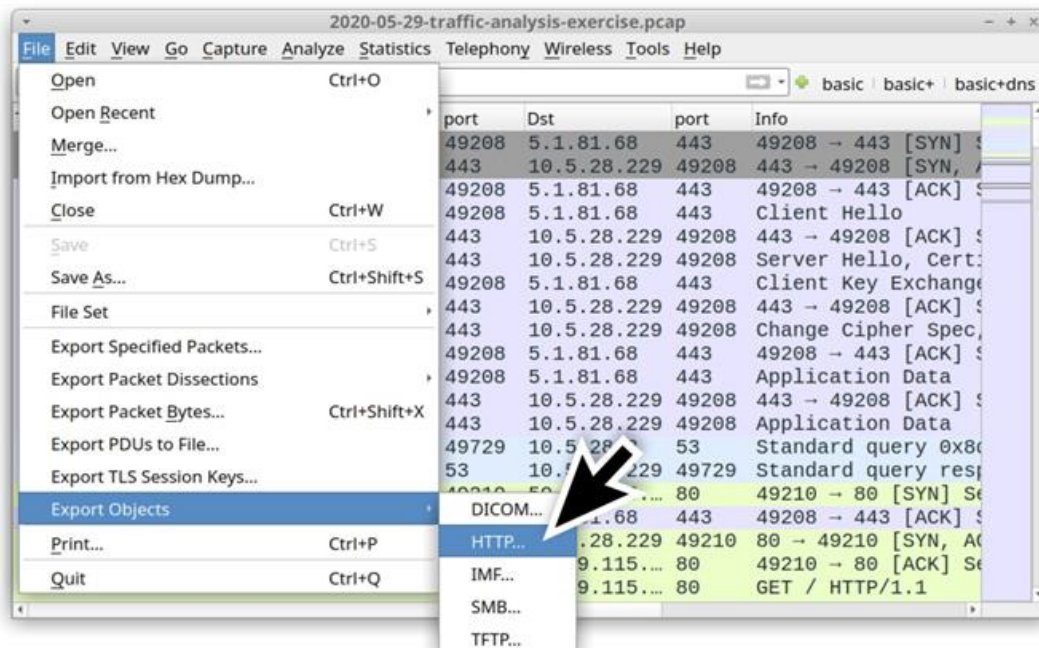 2020-05-29-traffic-analysis-exercise.pcap
File Edit View Go Capture Analyze Statistics Telephony Wireless Tools Help
Open Ctrl+O
Open Recent
Merge...
Import from Hex Dump...
Close Ctrl+W
Save Ctrl+S
Save As... Ctrl+Shift+S
File Set
Export Specified Packets...
Export Packet Dissections
Export Packet Bytes... Ctrl+Shift+X
Export PDUs to File...
Export TLS Session Keys...
Export Objects
Print... Ctrl+P
Quit Ctrl+Q
DICOM...
HTTP...
IMF...
SMB...
TFTP...
basic basic+ basic+dns
port Dst port Info
49208 5.1.81.68 443 49208 → 443 [SYN]
443 10.5.28.229 49208 443 → 49208 [SYN,
49208 5.1.81.68 443 49208 → 443 [ACK]
49208 5.1.81.68 443 Client Hello
443 10.5.28.229 49208 443 → 49208 [ACK]
443 10.5.28.229 49208 Server Hello,
49208 5.1.81.68 443 Client Key Exchange
443 10.5.28.229 49208 443 → 49208 [ACK]
443 10.5.28.229 49208 Change Cipher Spec,
49208 5.1.81.68 443 49208 → 443 [ACK]
49208 5.1.81.68 443 Application Data
443 10.5.28.229 49208 443 → 49208 [ACK]
443 10.5.28.229 49208 Application Data
49729 53 Standard query
53 49729 Standard query
80 49210 → 80 [SYN]
443 49208 → 443 [ACK]
49210 80 → 49210 [SYN,
80 49210 → 80 [ACK]
80 GET / HTTP/1.1